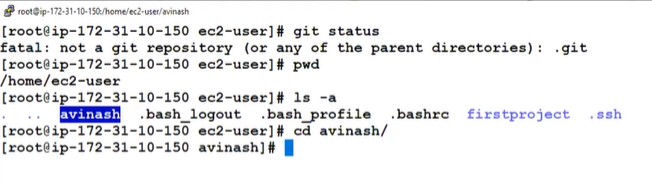 root@ip-172-31-10-150:/home/ec2-user/avinash
[root@ip-172-31-10-150 ec2-user]# git status
fatal: not a git repository (or any of the parent directories): .git
[root@ip-172-31-10-150 ec2-user]# pwd
/home/ec2-user
[root@ip-172-31-10-150 ec2-user]# ls -a
. .. avinash .bash_logout .bash_profile .bashrc firstproject .ssh
[root@ip-172-31-10-150 ec2-user]# cd avinash/
[root@ip-172-31-10-150 avinash]#